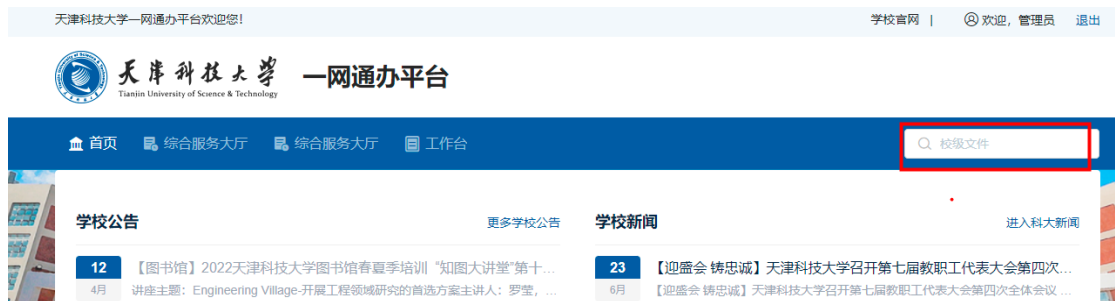 天津科技大学一网通办平台欢迎您！
学校官网 | 欢迎，管理员 退出
天津科技大学 一网通办平台
Tianjin University of Science & Technology
首页 综合服务大厅 综合服务大厅 工作台 校级文件
学校公告 更多学校公告
12 【图书馆】2022天津科技大学图书馆春夏季培训“知图大讲堂”第十...
4月 讲座主题：Engineering Village-开展工程领域研究的首选方案主讲人：罗莹，...
学校新闻 进入科大新闻
23 【迎盛会 铸忠诚】天津科技大学召开第七届教职工代表大会第四次...
6月 【迎盛会 铸忠诚】天津科技大学召开第七届教职工代表大会第四次全体会议 ...